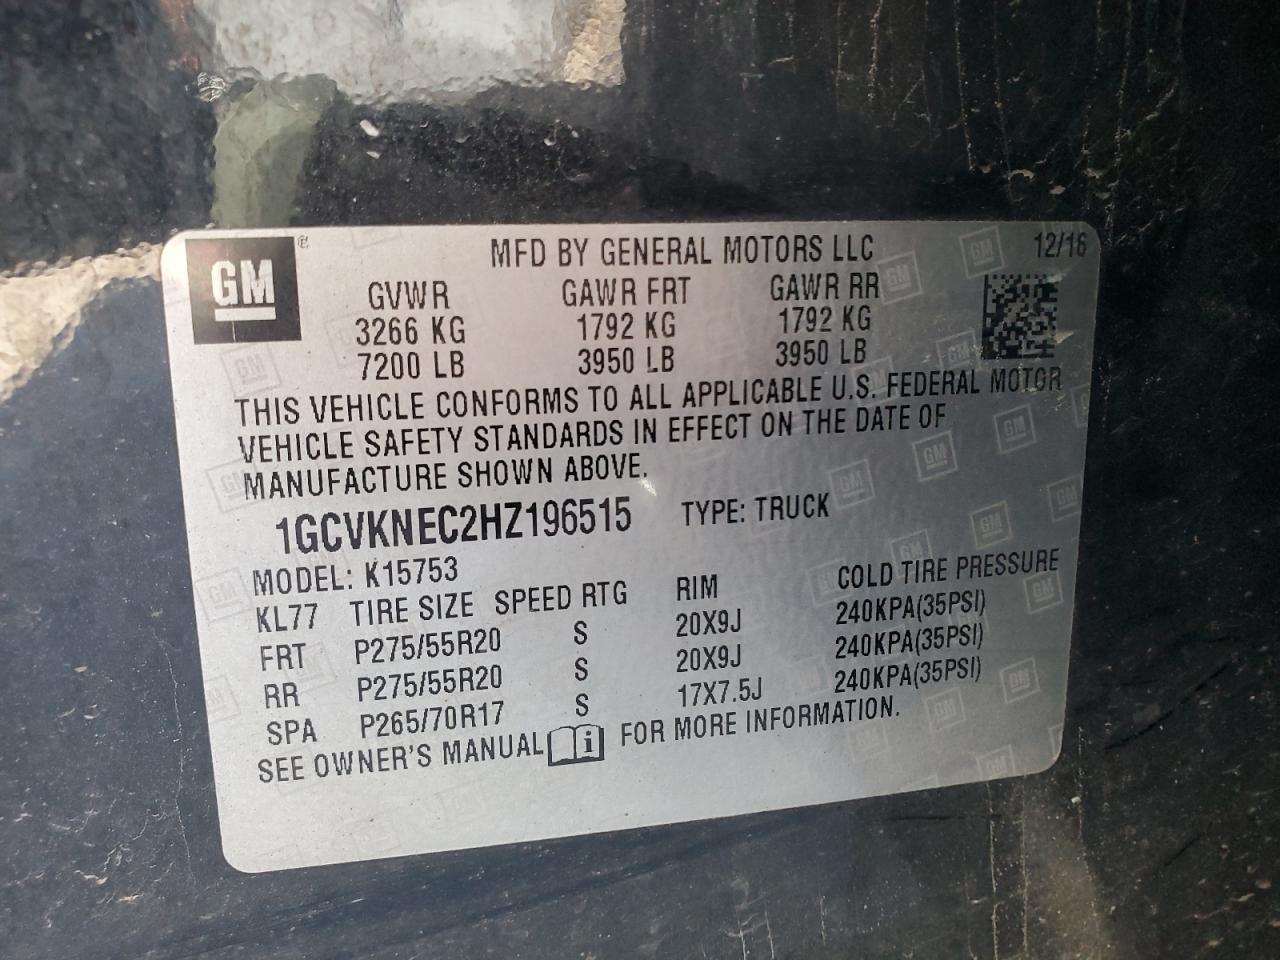 GM
MFD BY GENERAL MOTORS LLC 12/16
GVWR GAWR FRT GAWR RR
3266 KG 1792 KG 1792 KG
7200 LB 3950 LB 3950 LB
THIS VEHICLE CONFORMS TO ALL APPLICABLE U.S. FEDERAL MOTOR
VEHICLE SAFETY STANDARDS IN EFFECT ON THE DATE OF
MANUFACTURE SHOWN ABOVE.
1GCVKNEC2HZ196515 TYPE: TRUCK
MODEL: K15753
KL77 TIRE SIZE SPEED RTG RIM COLD TIRE PRESSURE
FRT P275/55R20 S 20X9J 240KPA(35PSI)
RR P275/55R20 S 20X9J 240KPA(35PSI)
SPA P265/70R17 S 17X7.5J 240KPA(35PSI)
SEE OWNER'S MANUAL i FOR MORE INFORMATION.